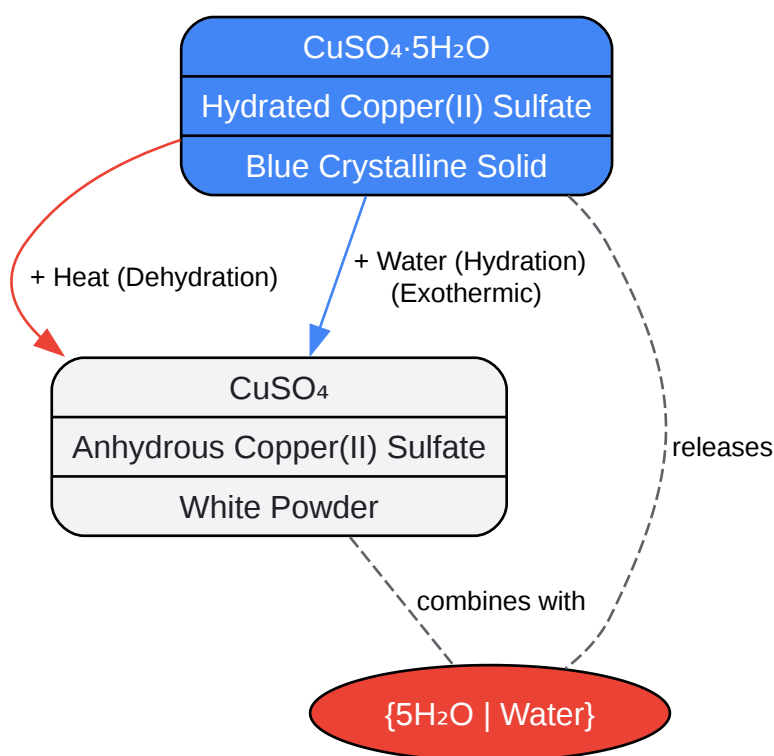 CuSO₄·5H₂O
Hydrated Copper(II) Sulfate
Blue Crystalline Solid
+ Heat (Dehydration)
+ Water (Hydration)
(Exothermic)
CuSO₄
Anhydrous Copper(II) Sulfate
White Powder
releases
combines with
{5H₂O | Water}